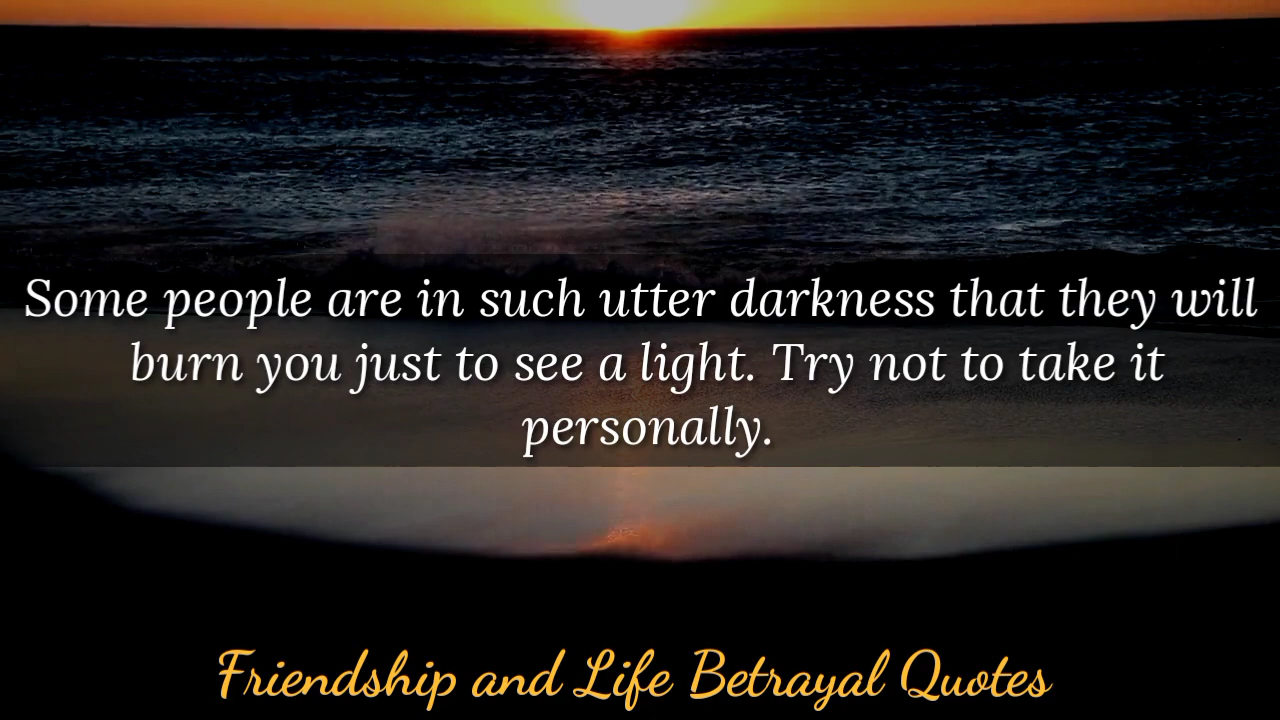 Some people are in such utter darkness that they will
burn you just to see a light. Try not to take it
personally.
Friendship and Life Betrayal Quotes